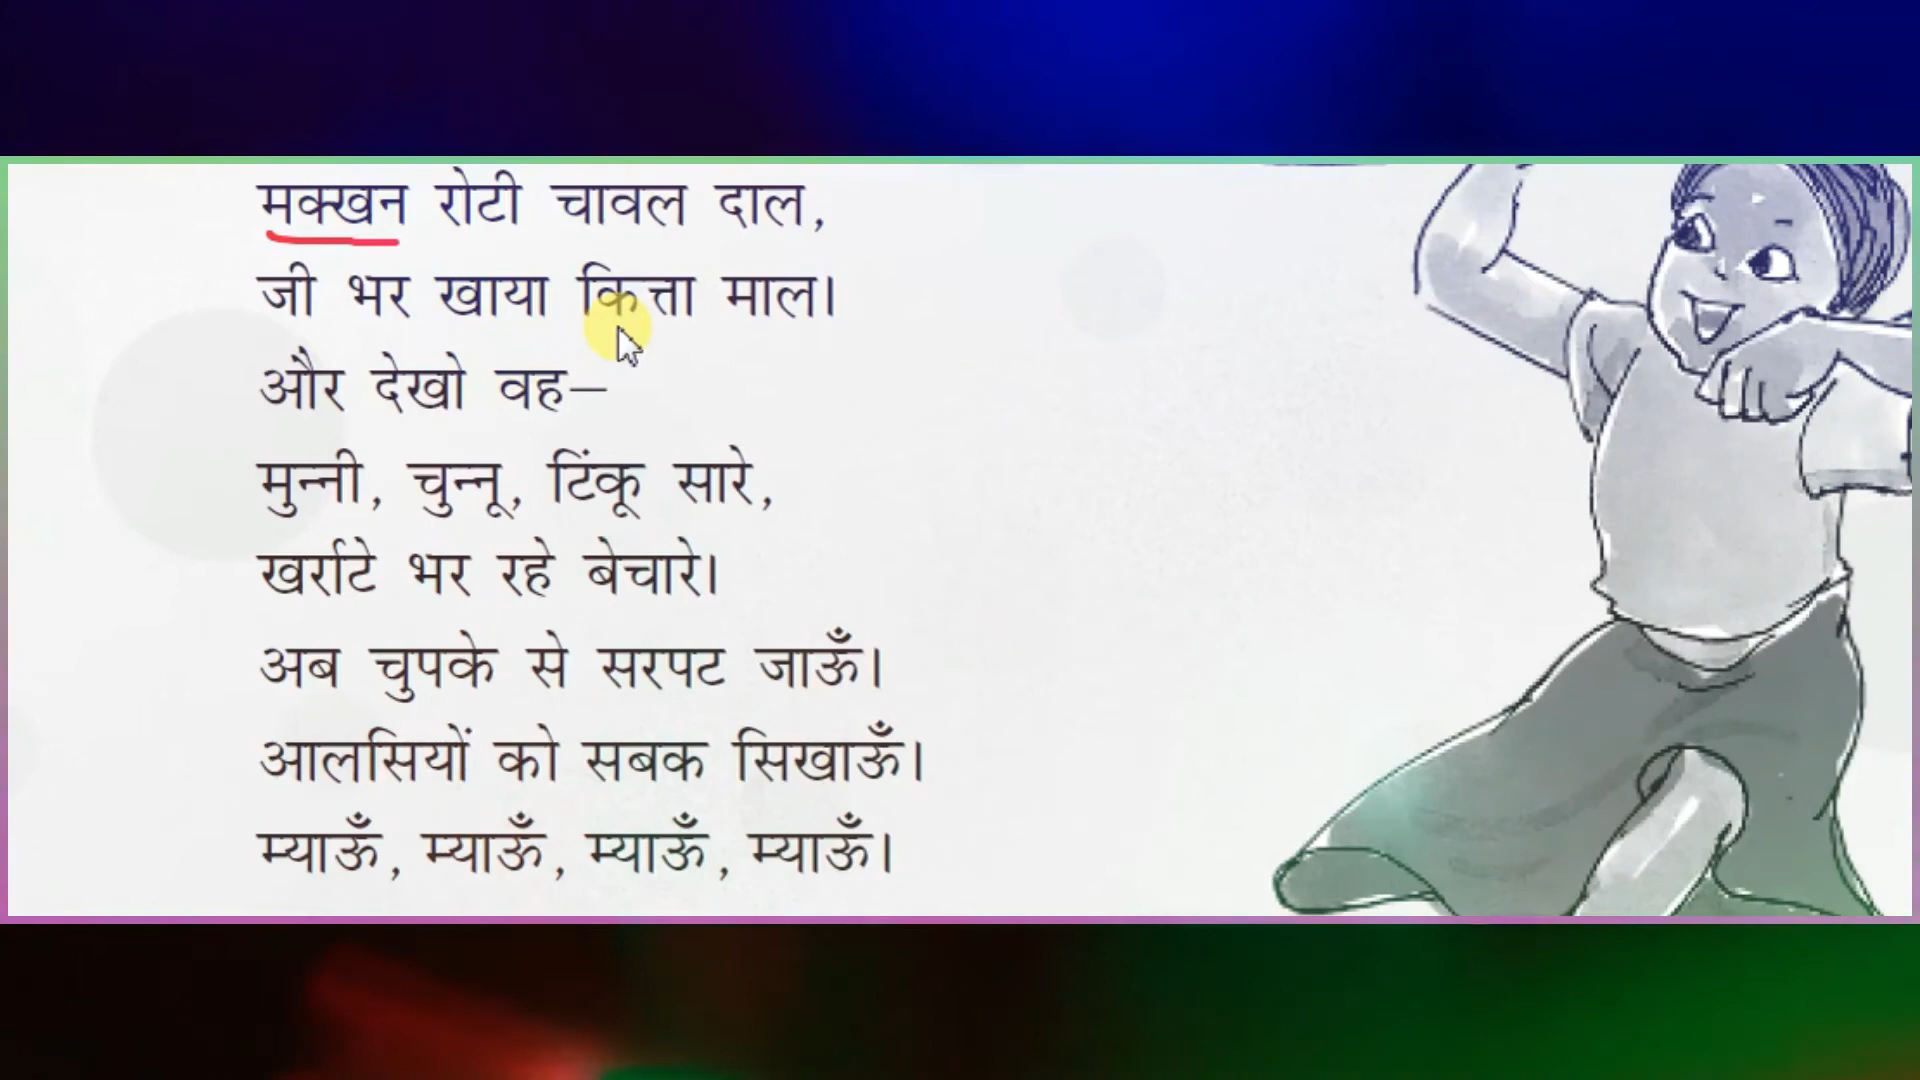 मक्खन रोटी चावल दाल,
जी भर खाया कित्ता माल।
और देखो वह–
मुन्नी, चुन्नू, टिंकू सारे,
खर्राटे भर रहे बेचारे।
अब चुपके से सरपट जाऊँ।
आलसियों को सबक सिखाऊँ।
म्याऊँ, म्याऊँ, म्याऊँ, म्याऊँ।